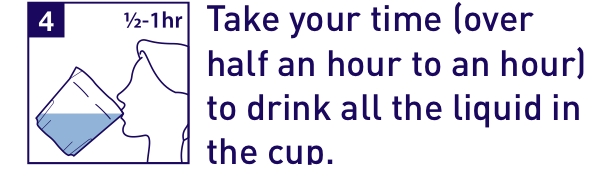 4
½-1hr
Take your time (over
half an hour to an hour)
to drink all the liquid in
the cup.